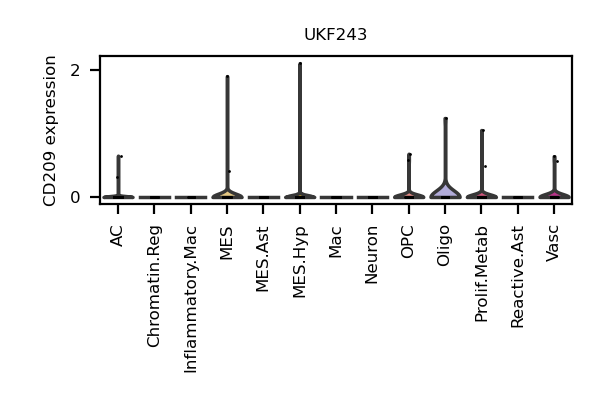 UKF243
CD209 expression
2
0
AC
Chromatin.Reg
Inflammatory.Mac
MES
MES.Ast
MES.Hyp
Mac
Neuron
OPC
Oligo
Prolif.Metab
Reactive.Ast
Vasc